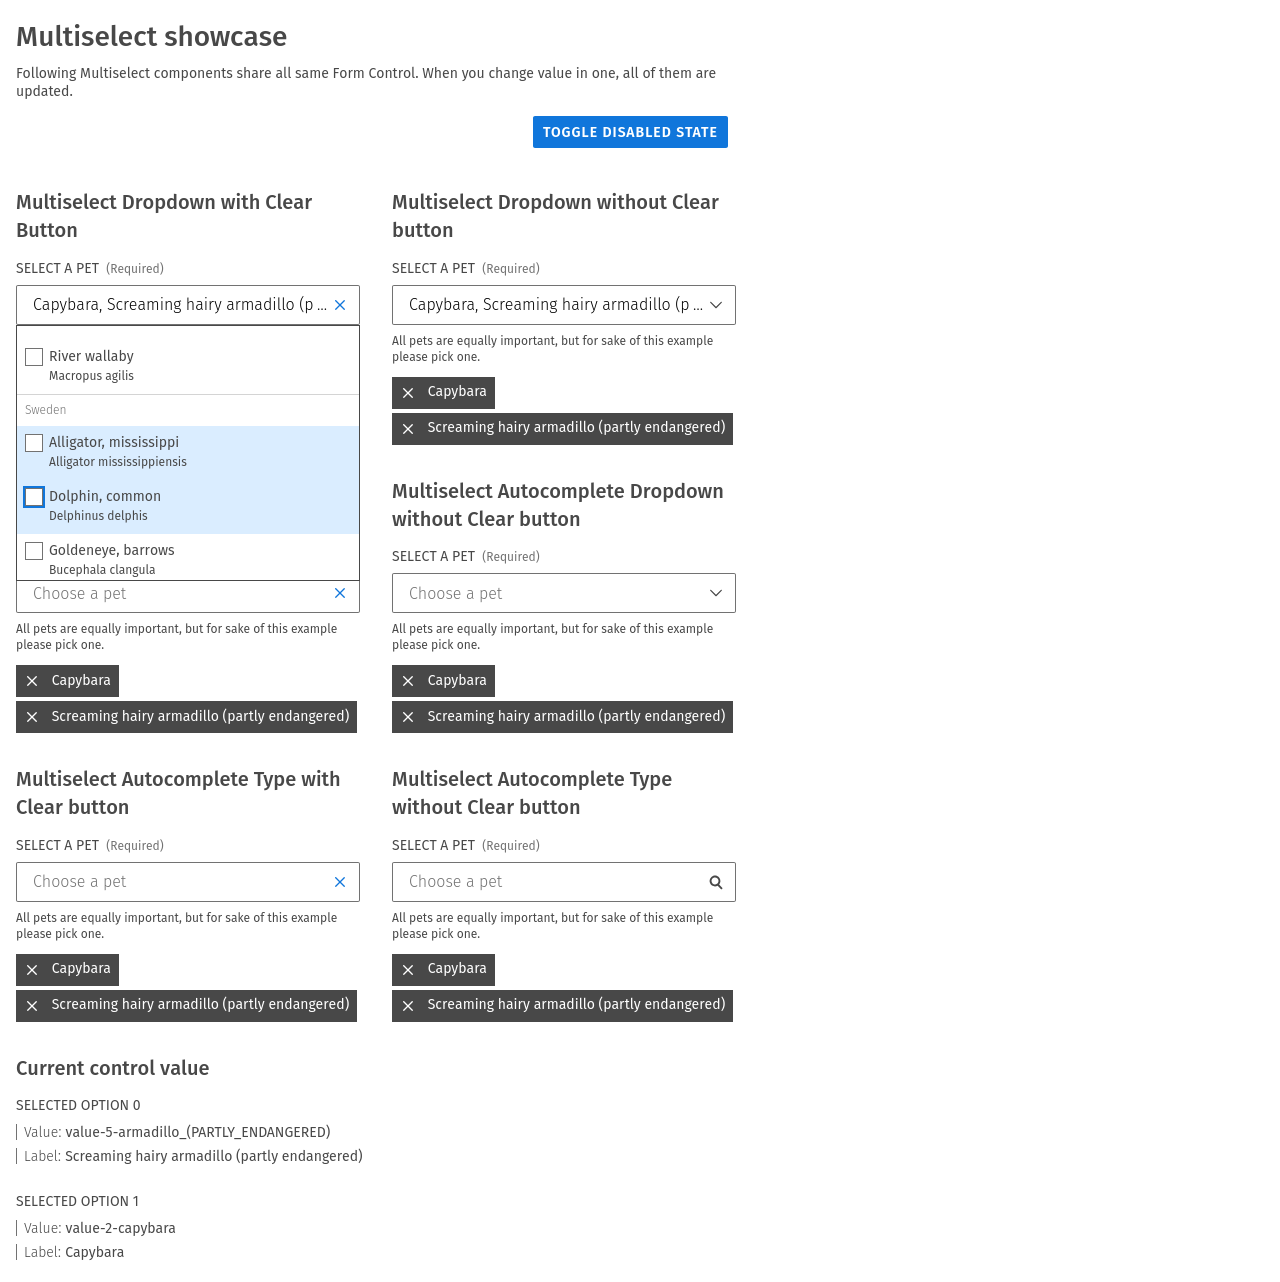 Multiselect showcase
Following Multiselect components share all same Form Control. When you change value in one, all of them are
updated.
TOGGLE DISABLED STATE
Multiselect Dropdown with Clear
Button
SELECT A PET (Required)
Capybara, Screaming hairy armadillo (p ...
River wallaby
Macropus agilis
Sweden
Alligator, mississippi
Alligator mississippiensis
Dolphin, common
Delphinus delphis
Goldeneye, barrows
Bucephala clangula
Multiselect Dropdown without Clear
button
SELECT A PET (Required)
Capybara, Screaming hairy armadillo (p ...
All pets are equally important, but for sake of this example
please pick one.
Capybara
Screaming hairy armadillo (partly endangered)
Choose a pet
All pets are equally important, but for sake of this example
please pick one.
Capybara
Screaming hairy armadillo (partly endangered)
Multiselect Autocomplete Dropdown
without Clear button
SELECT A PET (Required)
Choose a pet
All pets are equally important, but for sake of this example
please pick one.
Capybara
Screaming hairy armadillo (partly endangered)
Multiselect Autocomplete Type with
Clear button
SELECT A PET (Required)
Choose a pet
All pets are equally important, but for sake of this example
please pick one.
Capybara
Screaming hairy armadillo (partly endangered)
Multiselect Autocomplete Type
without Clear button
SELECT A PET (Required)
Choose a pet
All pets are equally important, but for sake of this example
please pick one.
Capybara
Screaming hairy armadillo (partly endangered)
Current control value
SELECTED OPTION 0
Value: value-5-armadillo_(PARTLY_ENDANGERED)
Label: Screaming hairy armadillo (partly endangered)
SELECTED OPTION 1
Value: value-2-capybara
Label: Capybara